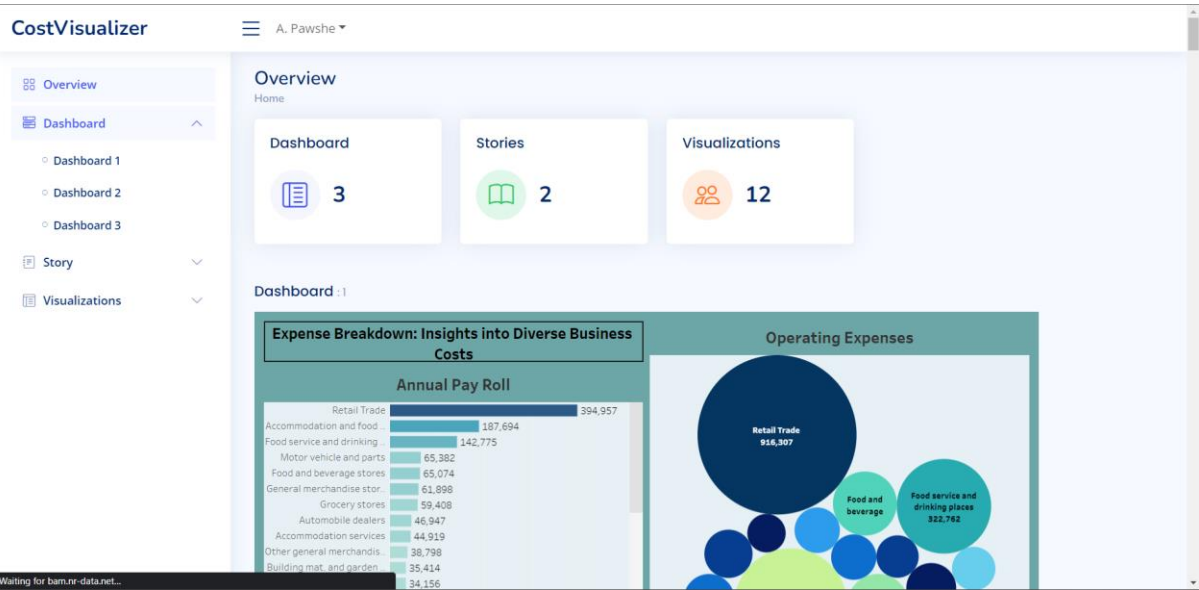 CostVisualizer
A. Pawshe
Overview
Dashboard
Dashboard 1
Dashboard 2
Dashboard 3
Story
Visualizations
Overview
Home
Dashboard
3
Stories
2
Visualizations
12
Dashboard : 1
Expense Breakdown: Insights into Diverse Business
Costs
Annual Pay Roll
Retail Trade 394,957
Accommodation and food .. 187,694
Food service and drinking .. 142,775
Motor vehicle and parts 65,382
Food and beverage stores 65,074
General merchandise stor.. 61,898
Grocery stores 59,408
Automobile dealers 46,947
Accommodation services 44,919
Other general merchandis.. 38,798
Building mat. and garden.. 35,414
34,156
Operating Expenses
Retail Trade
916,307
Food and
beverage
Food service and
drinking places
322,762
Waiting for bam.nr-data.net...